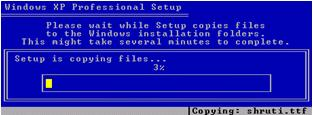 Windows XP Professional Setup
Please wait while Setup copies files
to the Windows installation folders.
This might take several minutes to complete.
Setup is copying files...
3%
|Copying: shruti.ttf